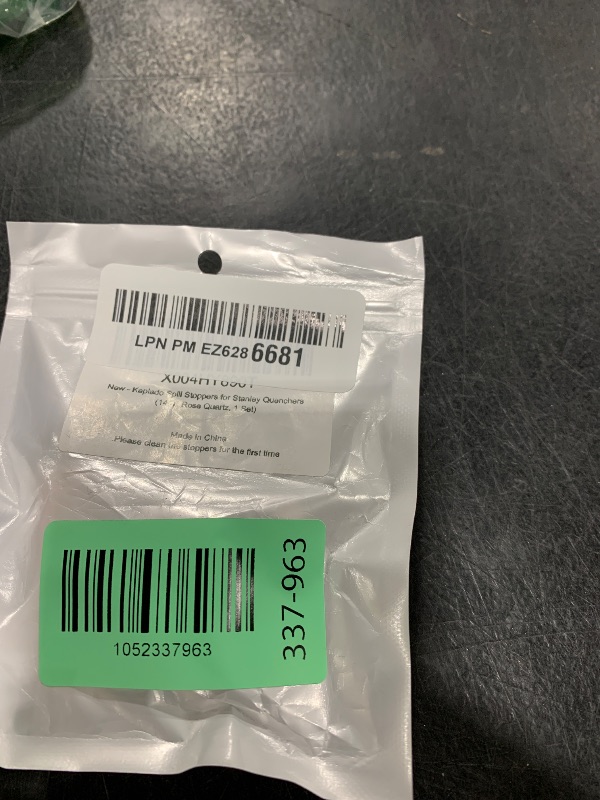 LPN PM EZ628 6681
New - Kaplado Spill Stoppers for Stanley Quenchers
Rose Quartz, 1 Set)
Made in China
Please clean the stoppers for the first time
1052337963
337-963